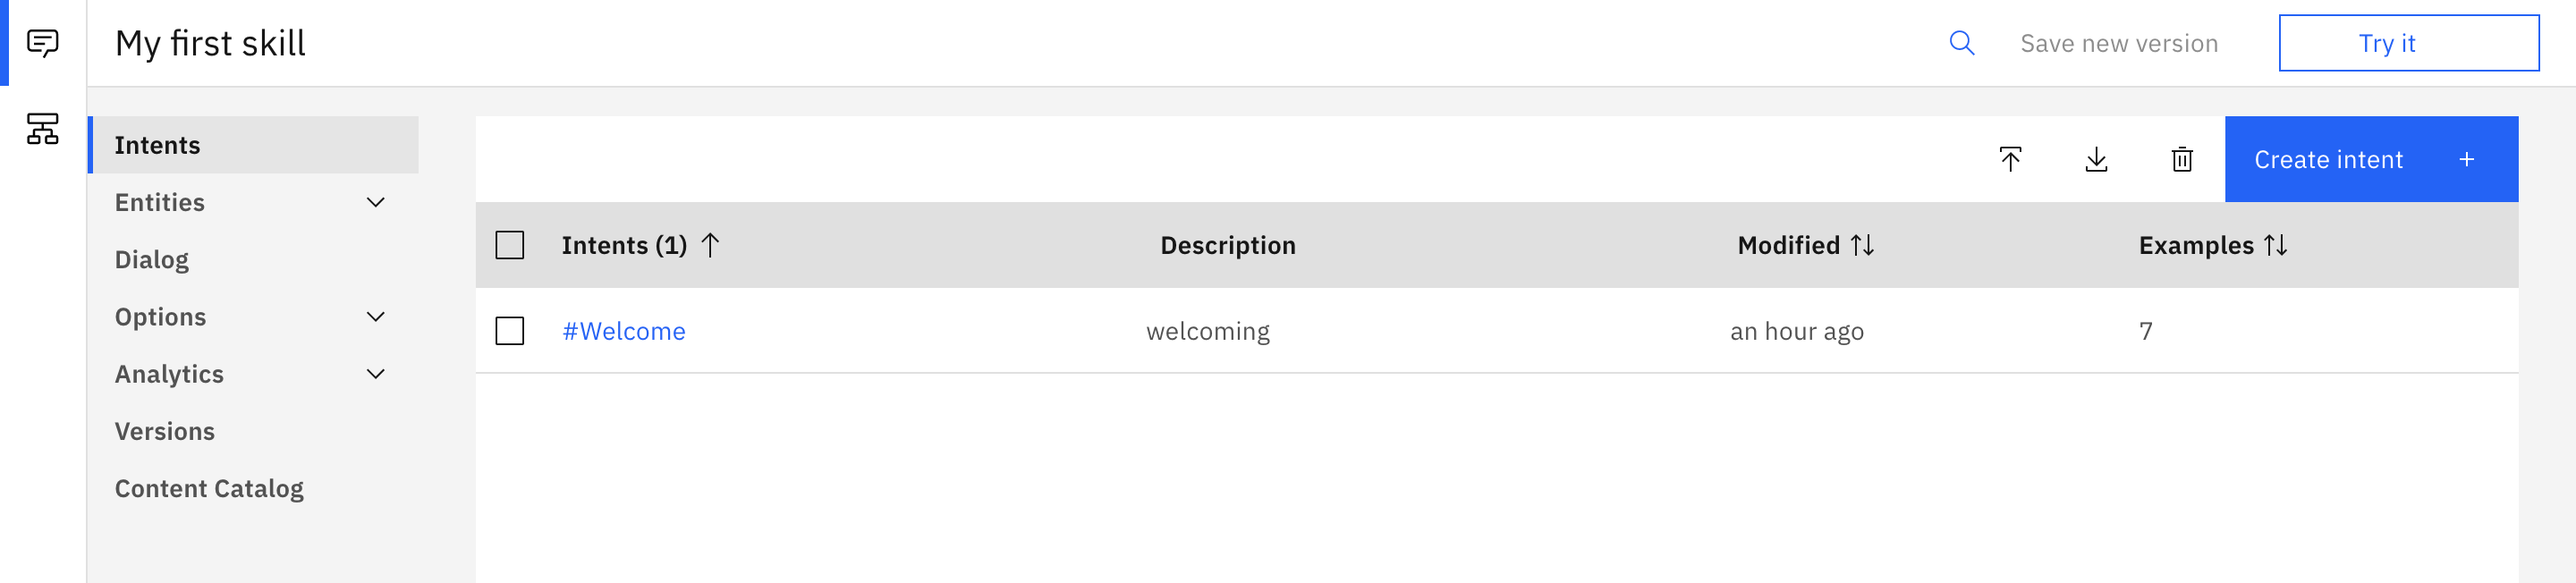 My first skill
Save new version
Try it
Intents
Entities
Dialog
Options
Analytics
Versions
Content Catalog
Create intent +
Intents (1) Description Modified Examples
#Welcome welcoming an hour ago 7